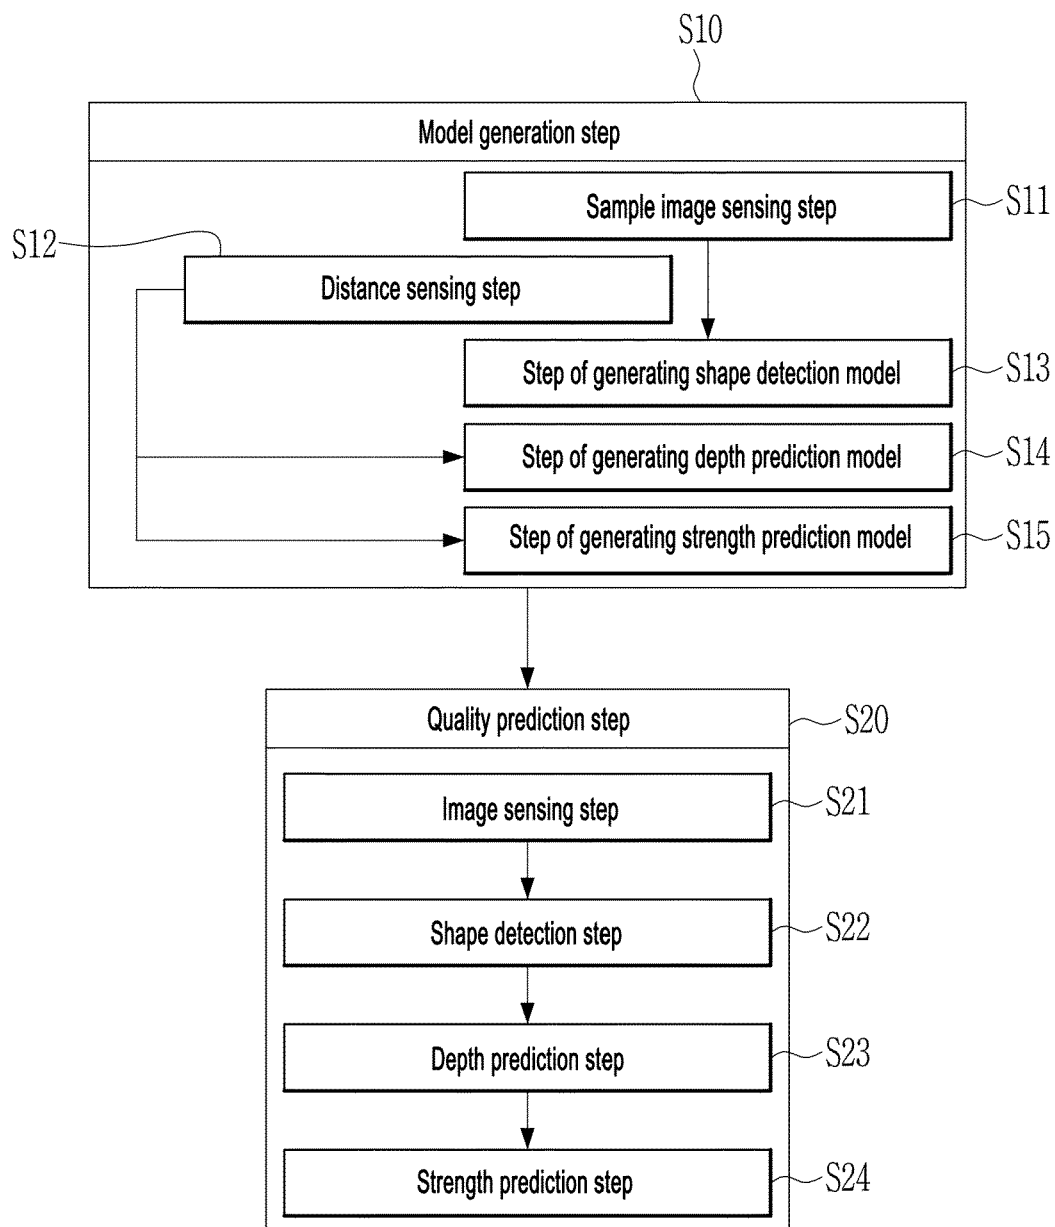 S10
Model generation step
Sample image sensing step
S11
S12
Distance sensing step
Step of generating shape detection model
S13
Step of generating depth prediction model
S14
Step of generating strength prediction model
S15
Quality prediction step
S20
Image sensing step
S21
Shape detection step
S22
Depth prediction step
S23
Strength prediction step
S24